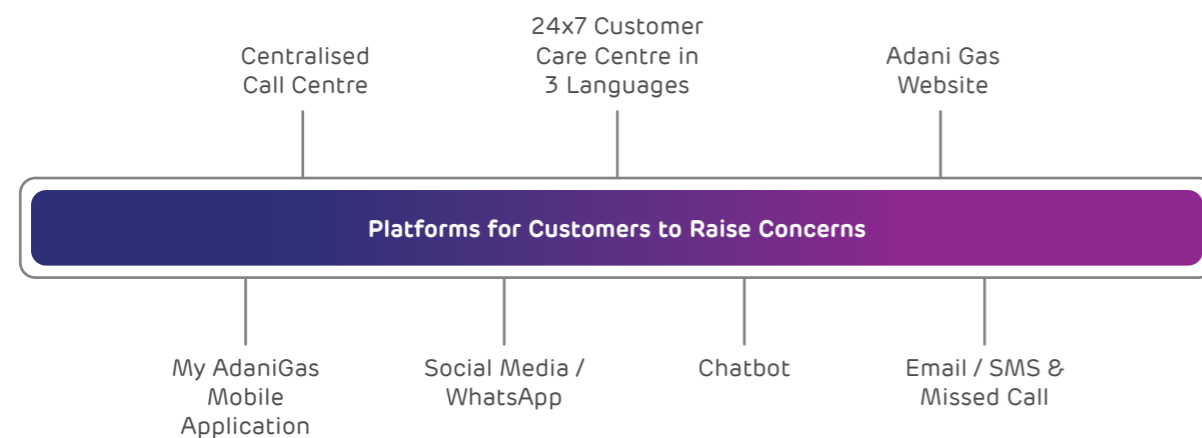 Centralised
Call Centre
24x7 Customer
Care Centre in
3 Languages
Adani Gas
Website
Platforms for Customers to Raise Concerns
My AdaniGas
Mobile
Application
Social Media /
WhatsApp
Chatbot
Email / SMS &
Missed Call